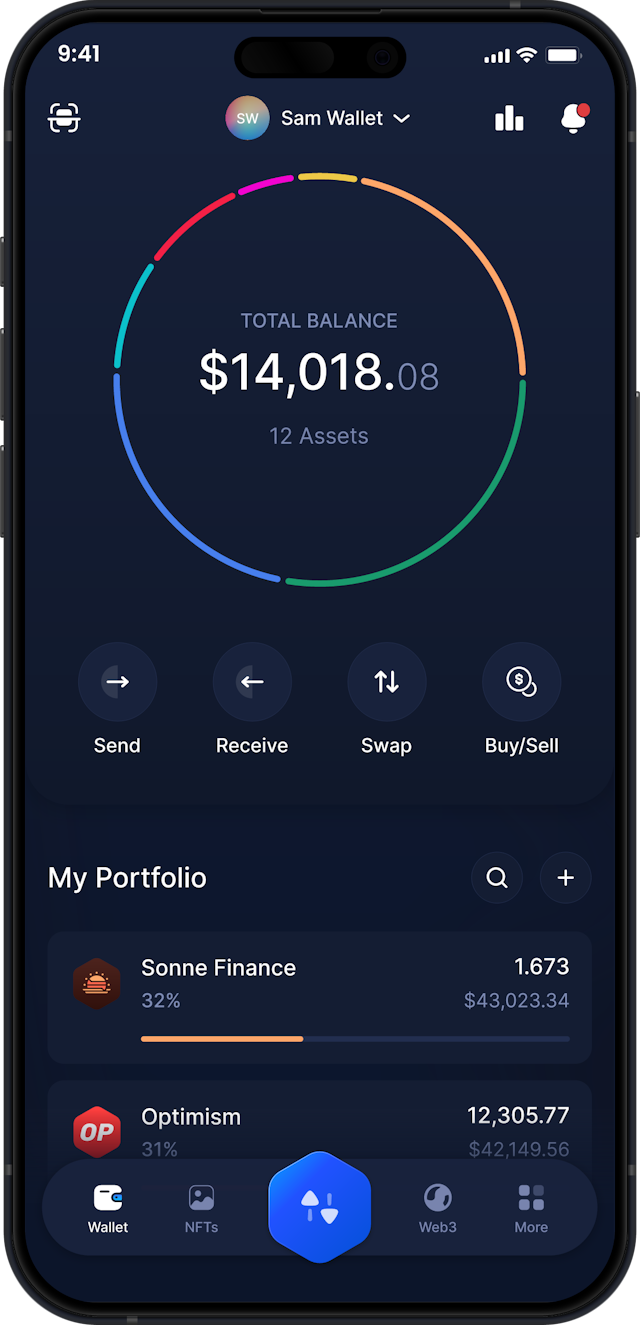 9:41
SW Sam Wallet
TOTAL BALANCE
$14,018.08
12 Assets
Send Receive Swap Buy/Sell
My Portfolio
Sonne Finance 1.673
32% $43,023.34
OP Optimism 12,305.77
31% $42,149.56
Wallet NFTs Web3 More